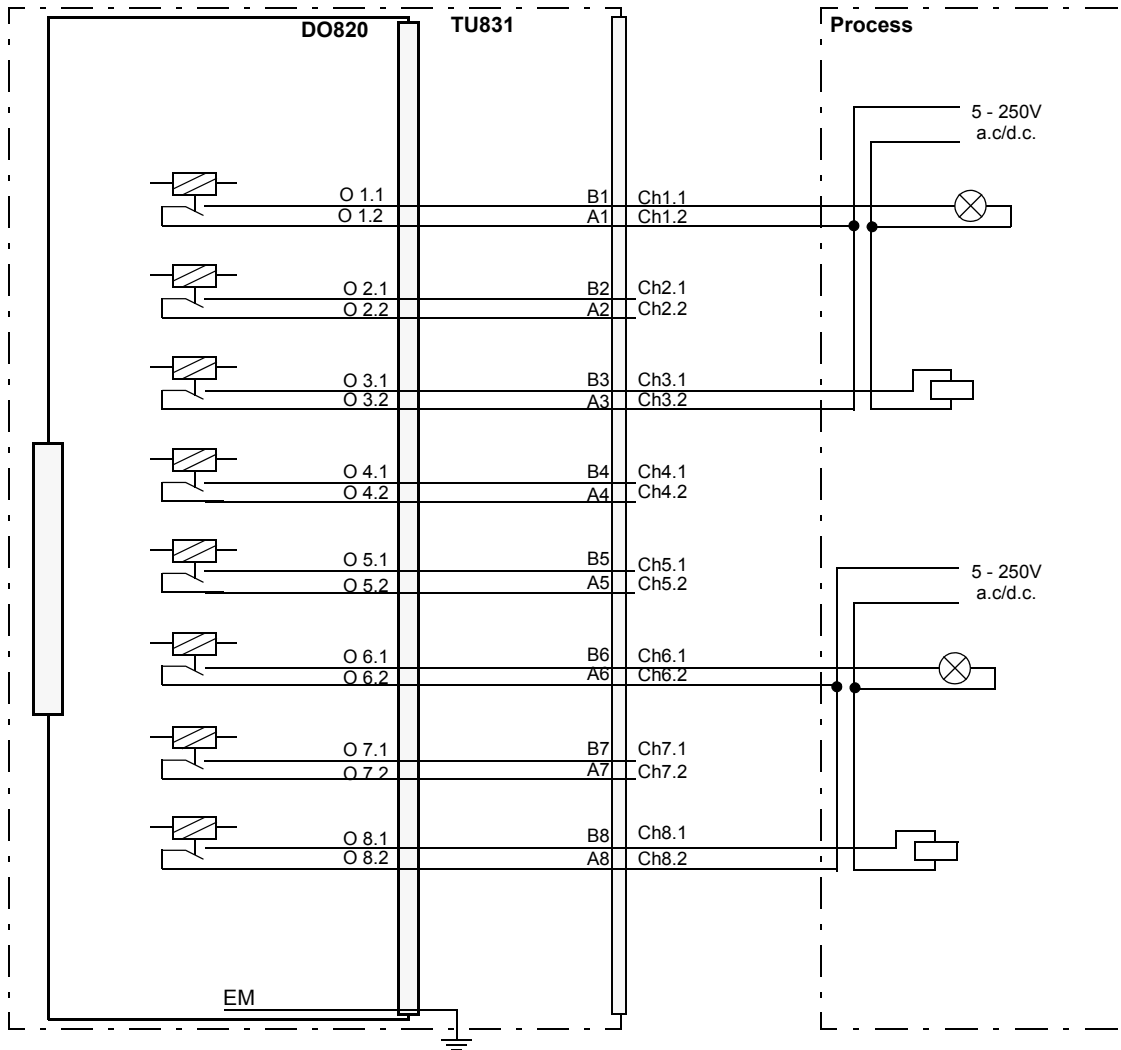 DO820
TU831
Process
5 - 250V
a.c/d.c.
O 1.1
B1
Ch1.1
O 1.2
A1
Ch1.2
O 2.1
B2
Ch2.1
O 2.2
A2
Ch2.2
O 3.1
B3
Ch3.1
O 3.2
A3
Ch3.2
O 4.1
B4
Ch4.1
O 4.2
A4
Ch4.2
O 5.1
B5
Ch5.1
O 5.2
A5
Ch5.2
5 - 250V
a.c/d.c.
O 6.1
B6
Ch6.1
O 6.2
A6
Ch6.2
O 7.1
B7
Ch7.1
O 7.2
A7
Ch7.2
O 8.1
B8
Ch8.1
O 8.2
A8
Ch8.2
EM